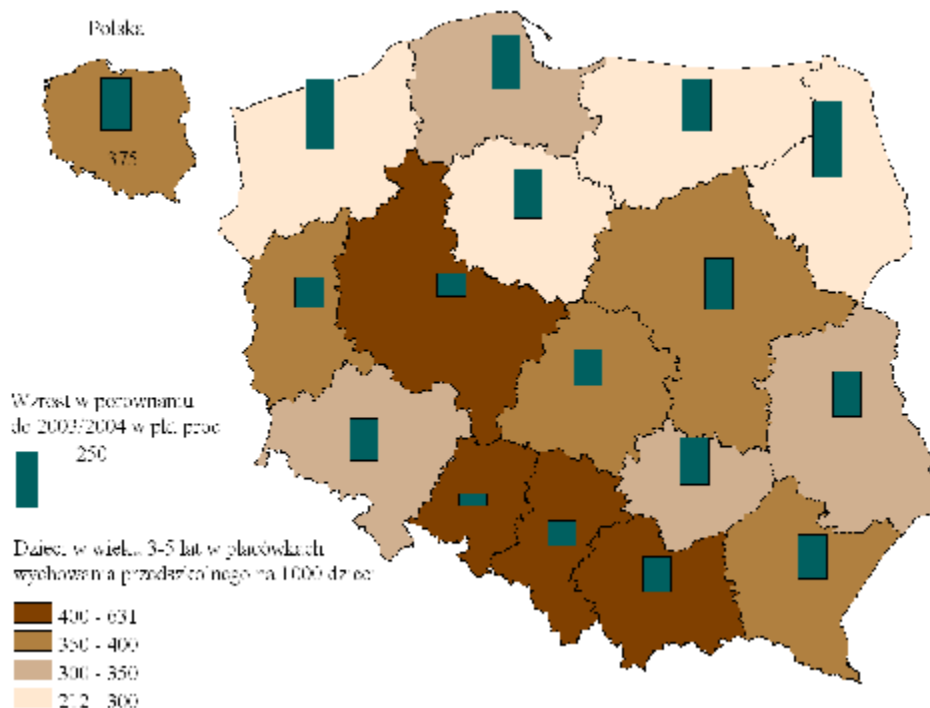 Polska
375
Wzrost w porównaniu
do 2003/2004 w pkt proc
250
Dzieci w wieku 3-5 lat w placówkach
wychowania przedszkolnego na 1000 dzieci
400 - 631
350 - 400
300 - 350
212 - 300